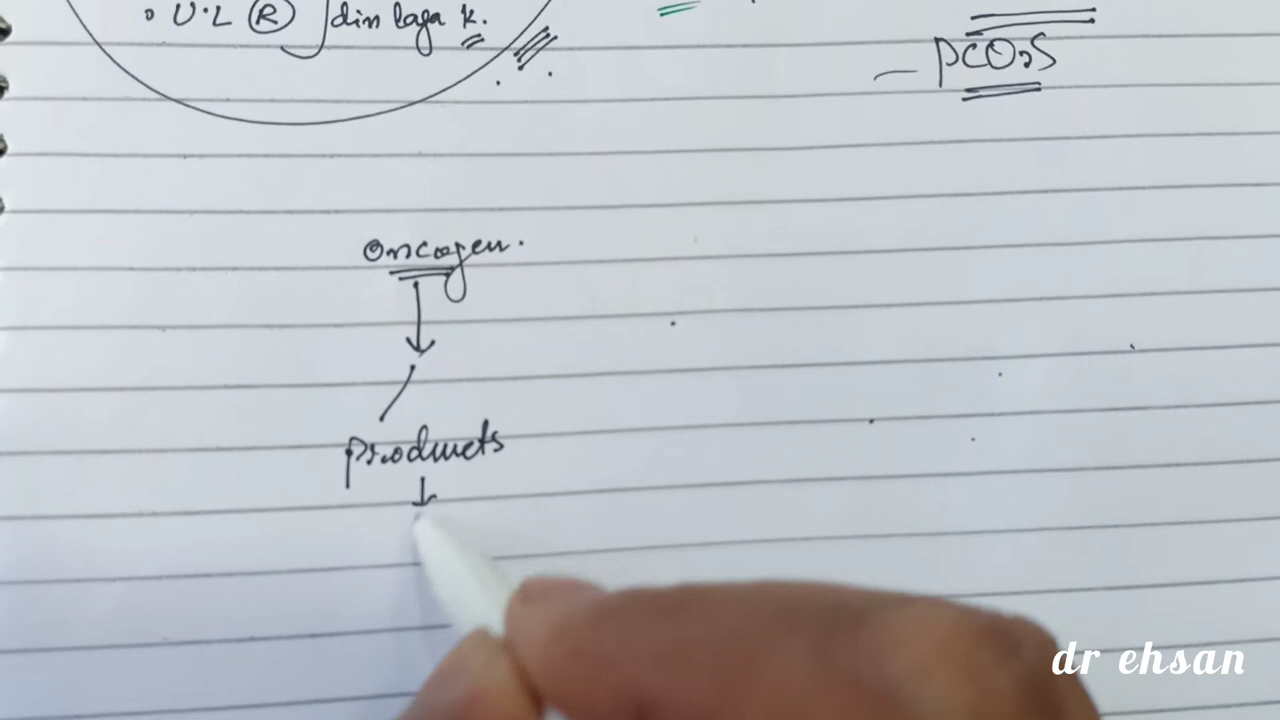 U.L R din laga k.
PCOS
Oncogen.
products
dr ehsan